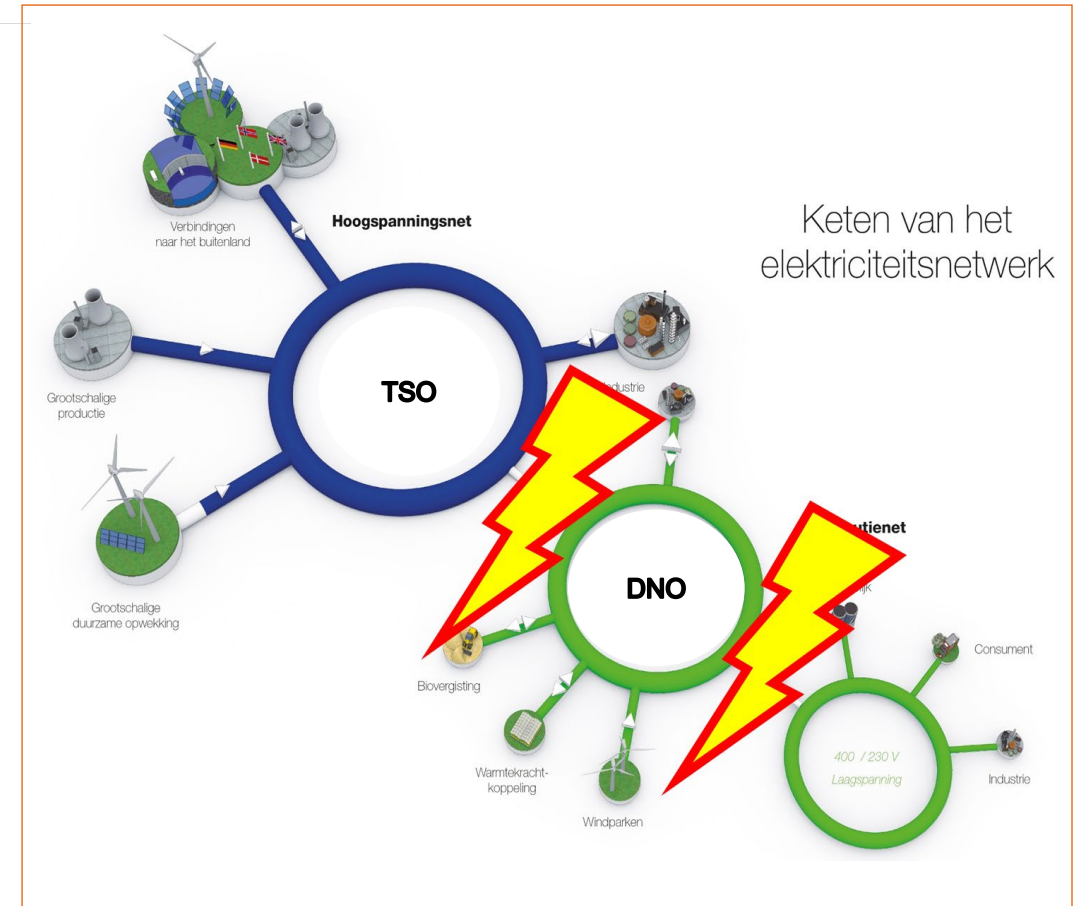 Keten van het
elektriciteitsnetwerk
Verbindingen
naar het buitenland
Hoogspanningsnet
Grootschalige
productie
TSO
Industrie
Grootschalige
duurzame opwekking
DNO
Biovergisting
Warmtekracht-
koppeling
Windparken
Consument
400 / 230 V
Laagspanning
Industrie